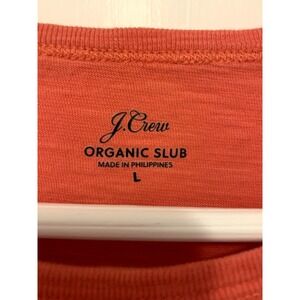 J.Crew
ORGANIC SLUB
MADE IN PHILIPPINES
L